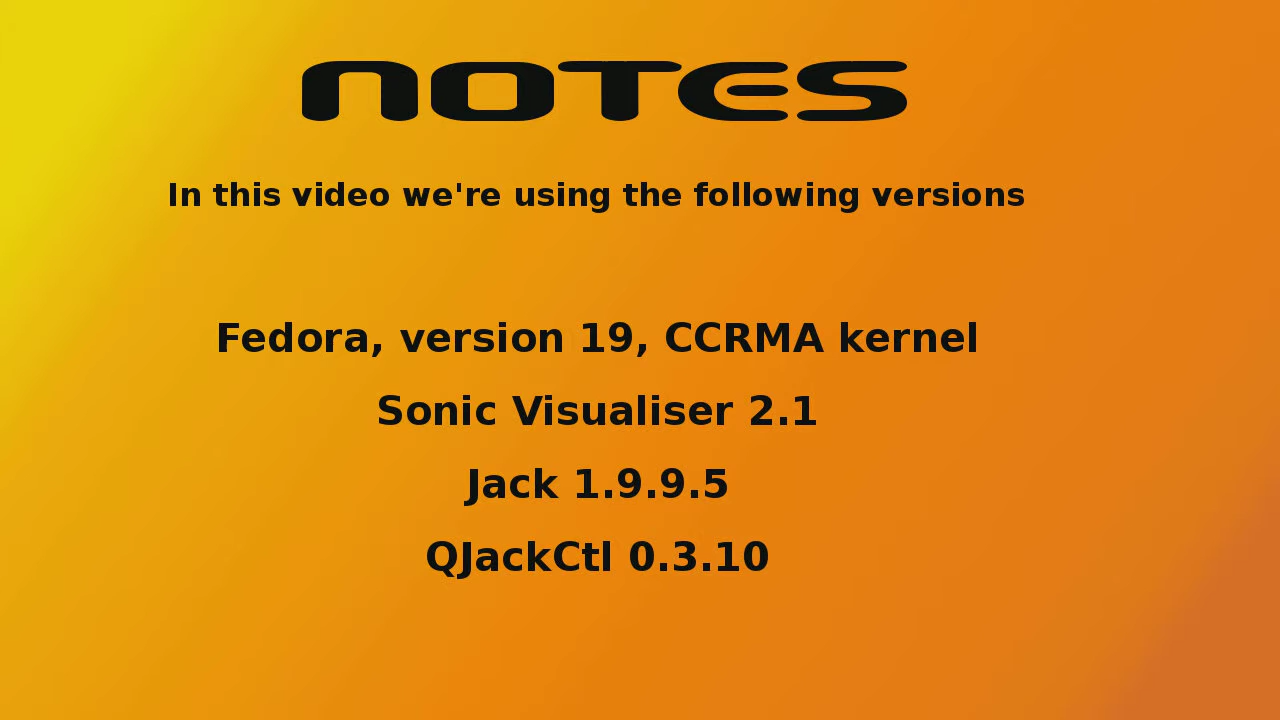 NOTES
In this video we're using the following versions
Fedora, version 19, CCRMA kernel
Sonic Visualiser 2.1
Jack 1.9.9.5
QJackCtl 0.3.10